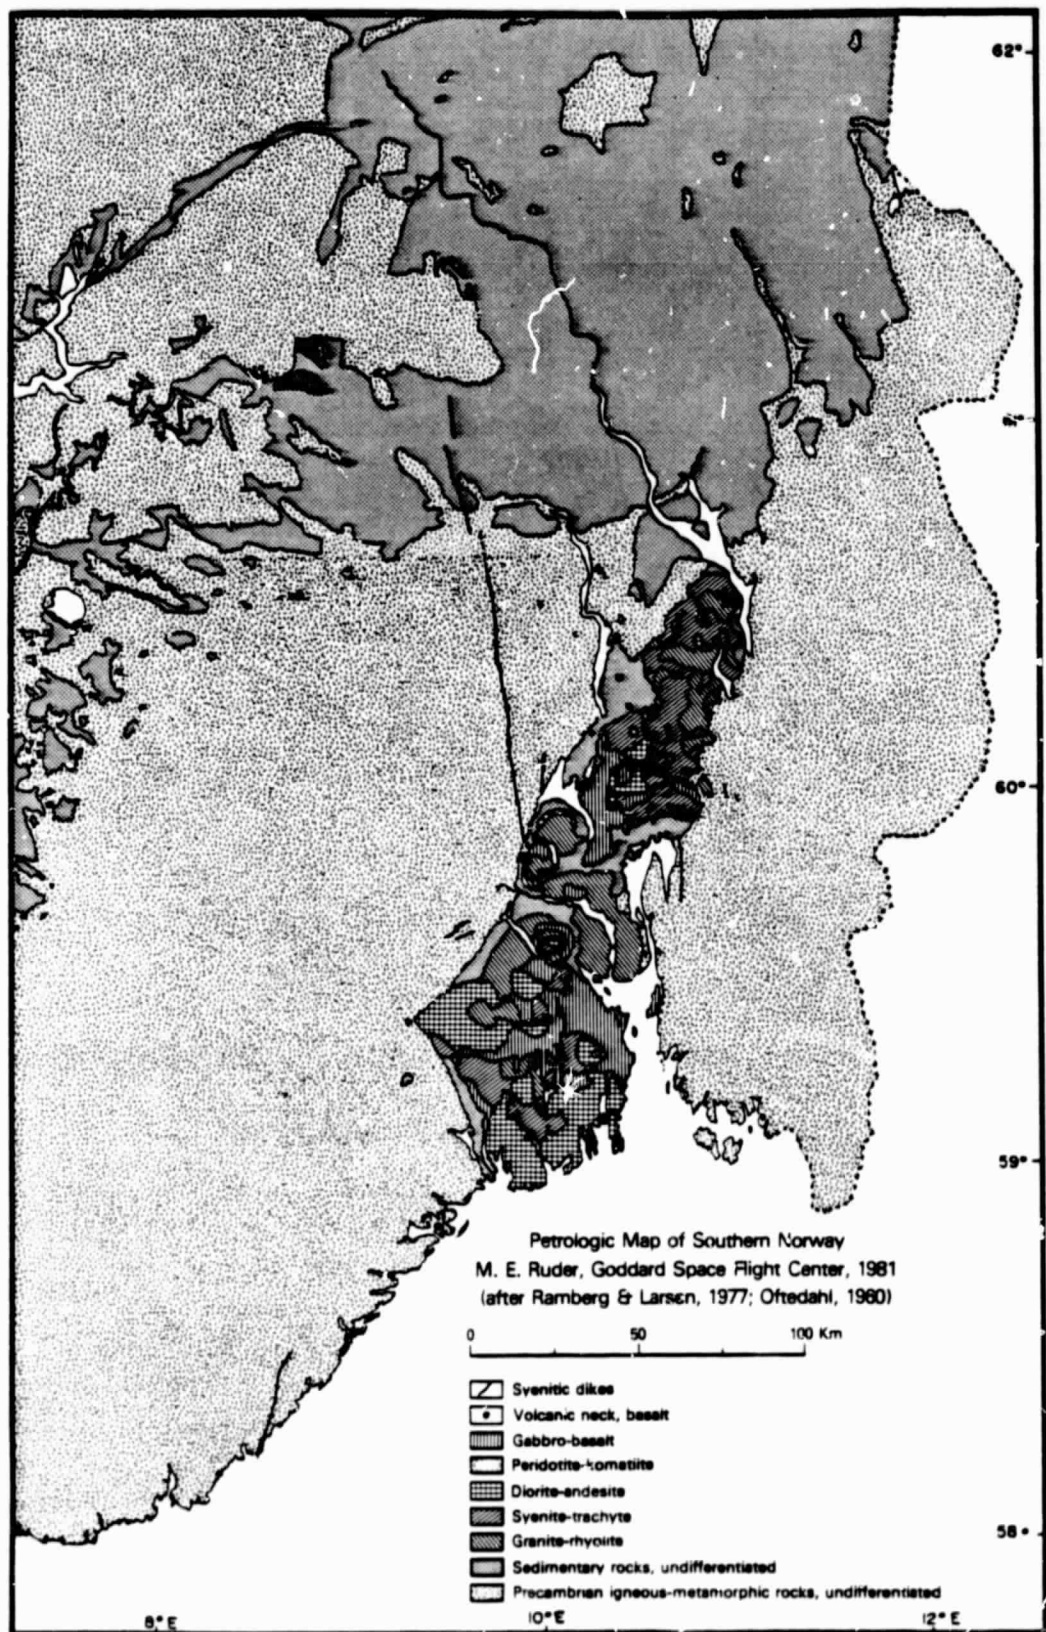 62°
60°
59°
Petrologic Map of Southern Norway
M. E. Ruder, Goddard Space Flight Center, 1981
(after Ramberg & Larsen, 1977; Oftedahl, 1960)
0 50 100 Km
Syenitic dikes
Volcanic neck, basalt
Gabbro-basalt
Peridotite-komatiite
Diorite-andesite
Syenite-trachyte
Granite-rhyolite
Sedimentary rocks, undifferentiated
Precambrian igneous-metamorphic rocks, undifferentiated
58°
8° E 10° E 12° E